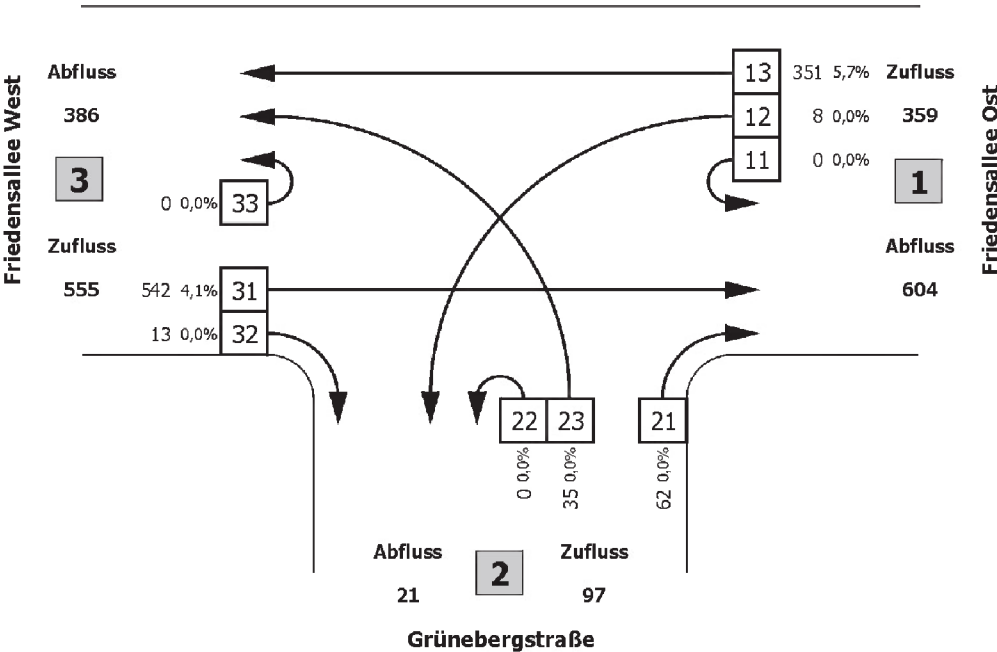 Friedensallee West
Abfluss
386
3
0 0,0% 33
Zufluss
555
542 4,1% 31
13 0,0% 32
13 351 5,7%
12 8 0,0%
11 0 0,0%
Zufluss
359
1
Abfluss
604
Friedensallee Ost
22 23 21
0 0,0%
35 0,0%
62 0,0%
Abfluss
21
2
Zufluss
97
Grünebergstraße